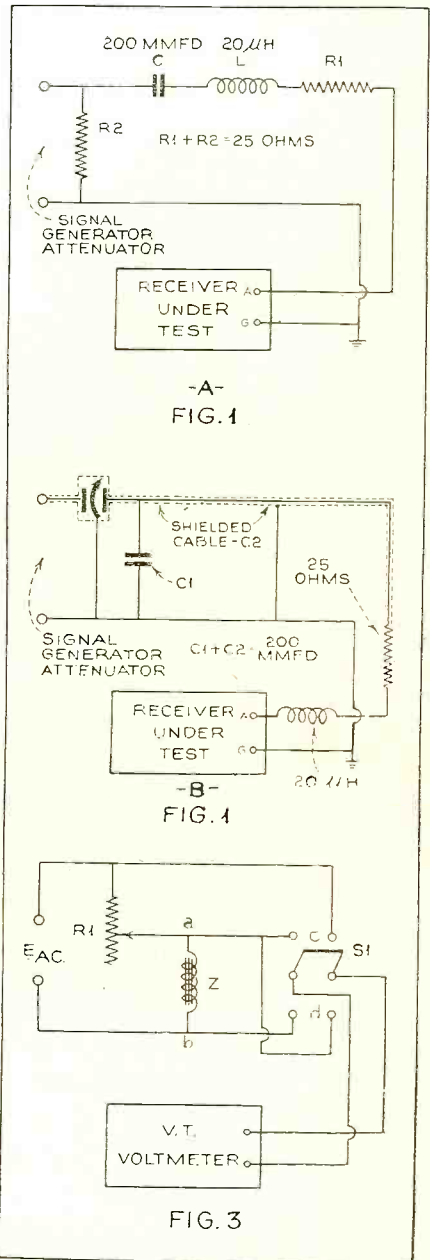 200 MMFD 20µH R1
C L
R2
R1+R2=25 OHMS
SIGNAL
GENERATOR
ATTENUATOR
RECEIVER A
UNDER
TEST G
-A-
FIG.1
SHIELDED
CABLE-C2
C1
25
OHMS
SIGNAL
GENERATOR
ATTENUATOR
C1+C2= 200
MMFD
RECEIVER A
UNDER
TEST G
20 µH
-B-
FIG.1
R1 a C S1
E AC. Z
b d
V.T.
VOLTMETER
FIG.3